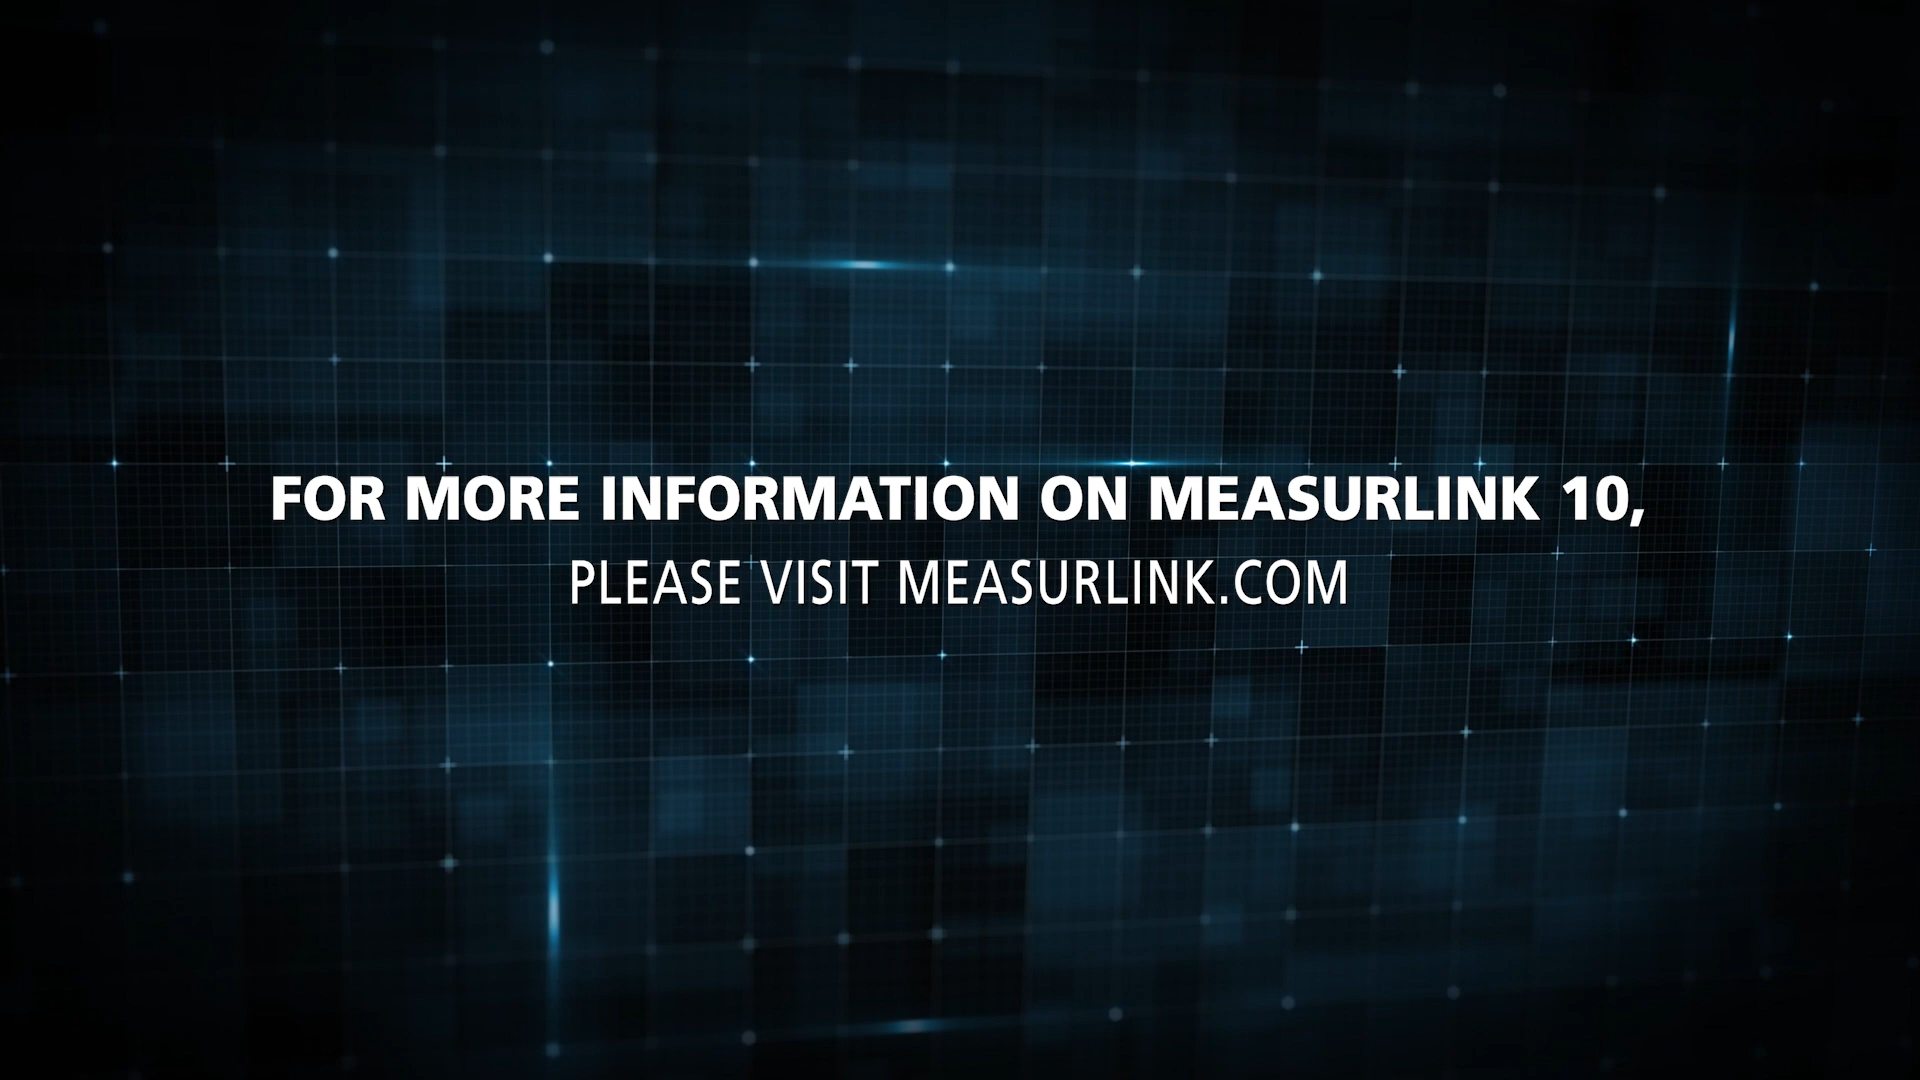 FOR MORE INFORMATION ON MEASURLINK 10,
PLEASE VISIT MEASURLINK.COM